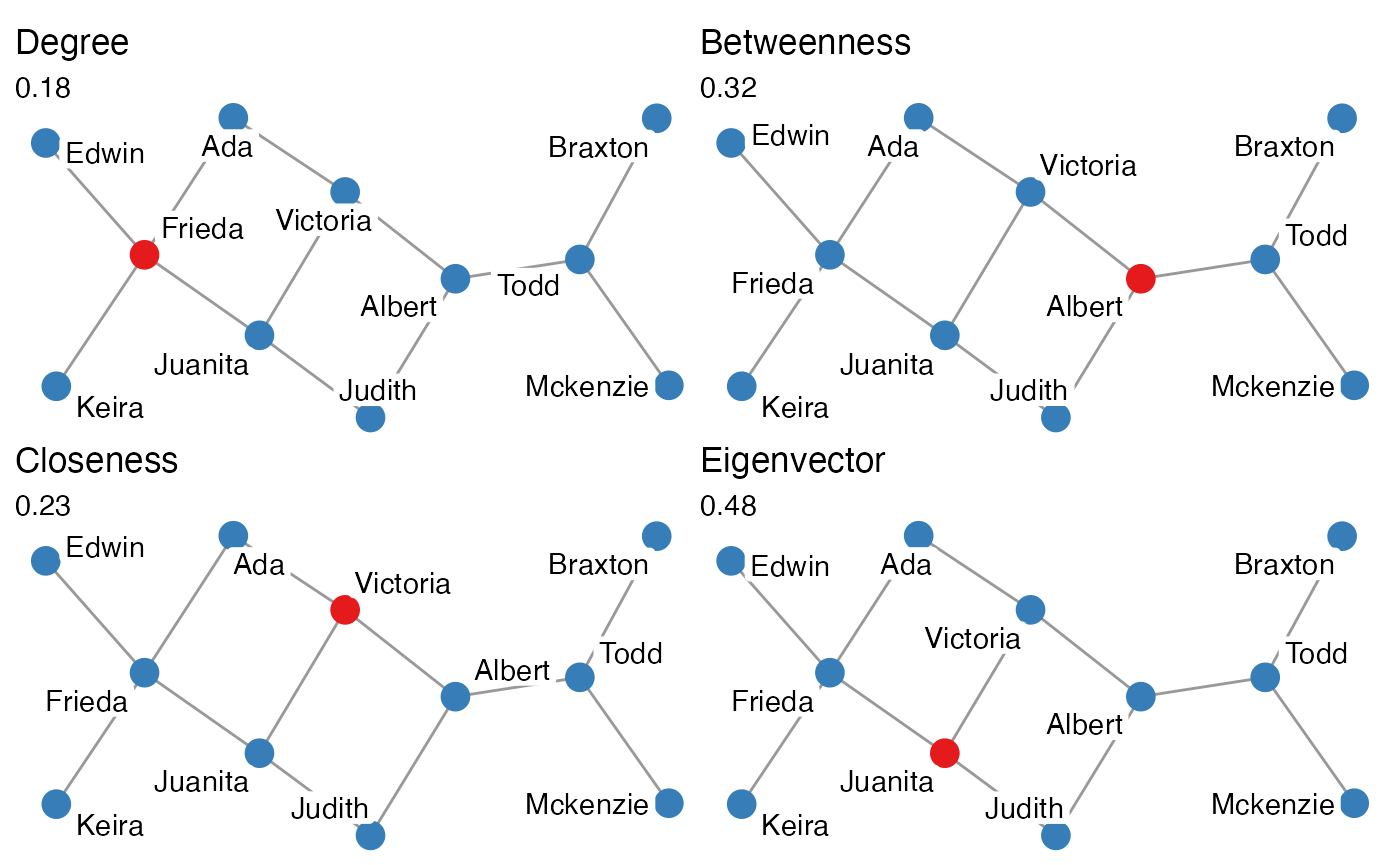 Degree
0.18
Edwin
Ada
Braxton
Frieda
Victoria
Todd
Albert
Juanita
Judith
Mckenzie
Keira
Betweenness
0.32
Edwin
Ada
Braxton
Victoria
Todd
Frieda
Albert
Juanita
Judith
Mckenzie
Keira
Closeness
0.23
Edwin
Ada
Braxton
Victoria
Todd
Albert
Frieda
Juanita
Judith
Mckenzie
Keira
Eigenvector
0.48
Edwin
Ada
Braxton
Victoria
Todd
Frieda
Albert
Juanita
Judith
Mckenzie
Keira